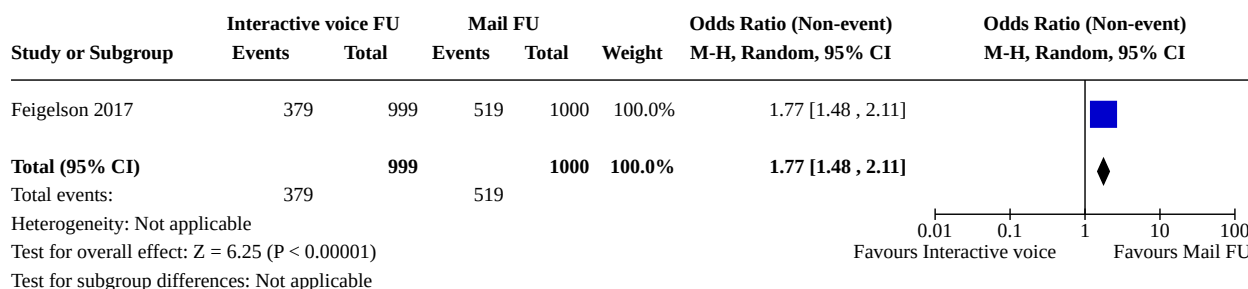 Interactive voice FU Mail FU Odds Ratio (Non-event) Odds Ratio (Non-event)
Study or Subgroup Events Total Events Total Weight M-H, Random, 95% CI M-H, Random, 95% CI
Feigelson 2017 379 999 519 1000 100.0% 1.77 [1.48 , 2.11]
Total (95% CI) 999 1000 100.0% 1.77 [1.48 , 2.11]
Total events: 379 519
Heterogeneity: Not applicable
0.01 0.1 1 10 100
Test for overall effect: Z = 6.25 (P < 0.00001) Favours Interactive voice Favours Mail FU
Test for subgroup differences: Not applicable